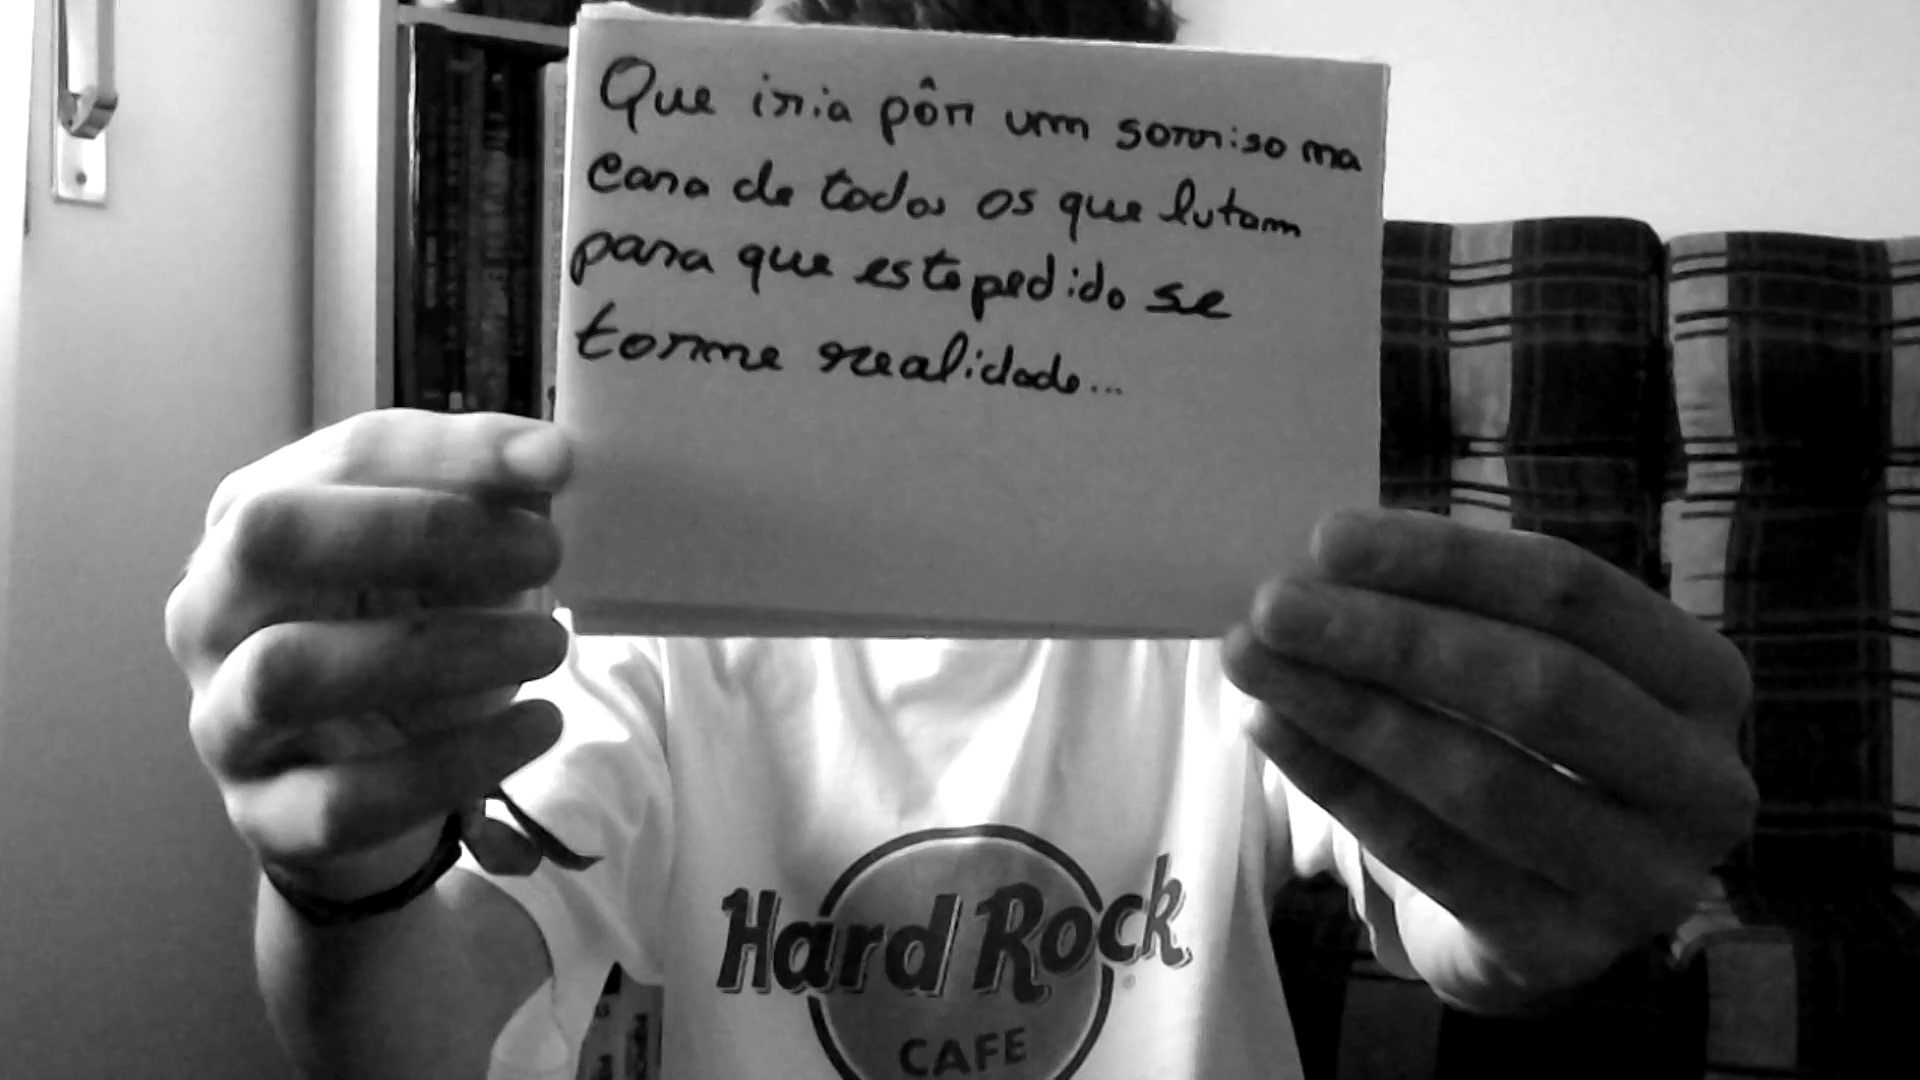 Que iria pôr um sorriso na
cara de todos os que lutam
para que este pedido se
torne realidade...
Hard Rock
CAFE